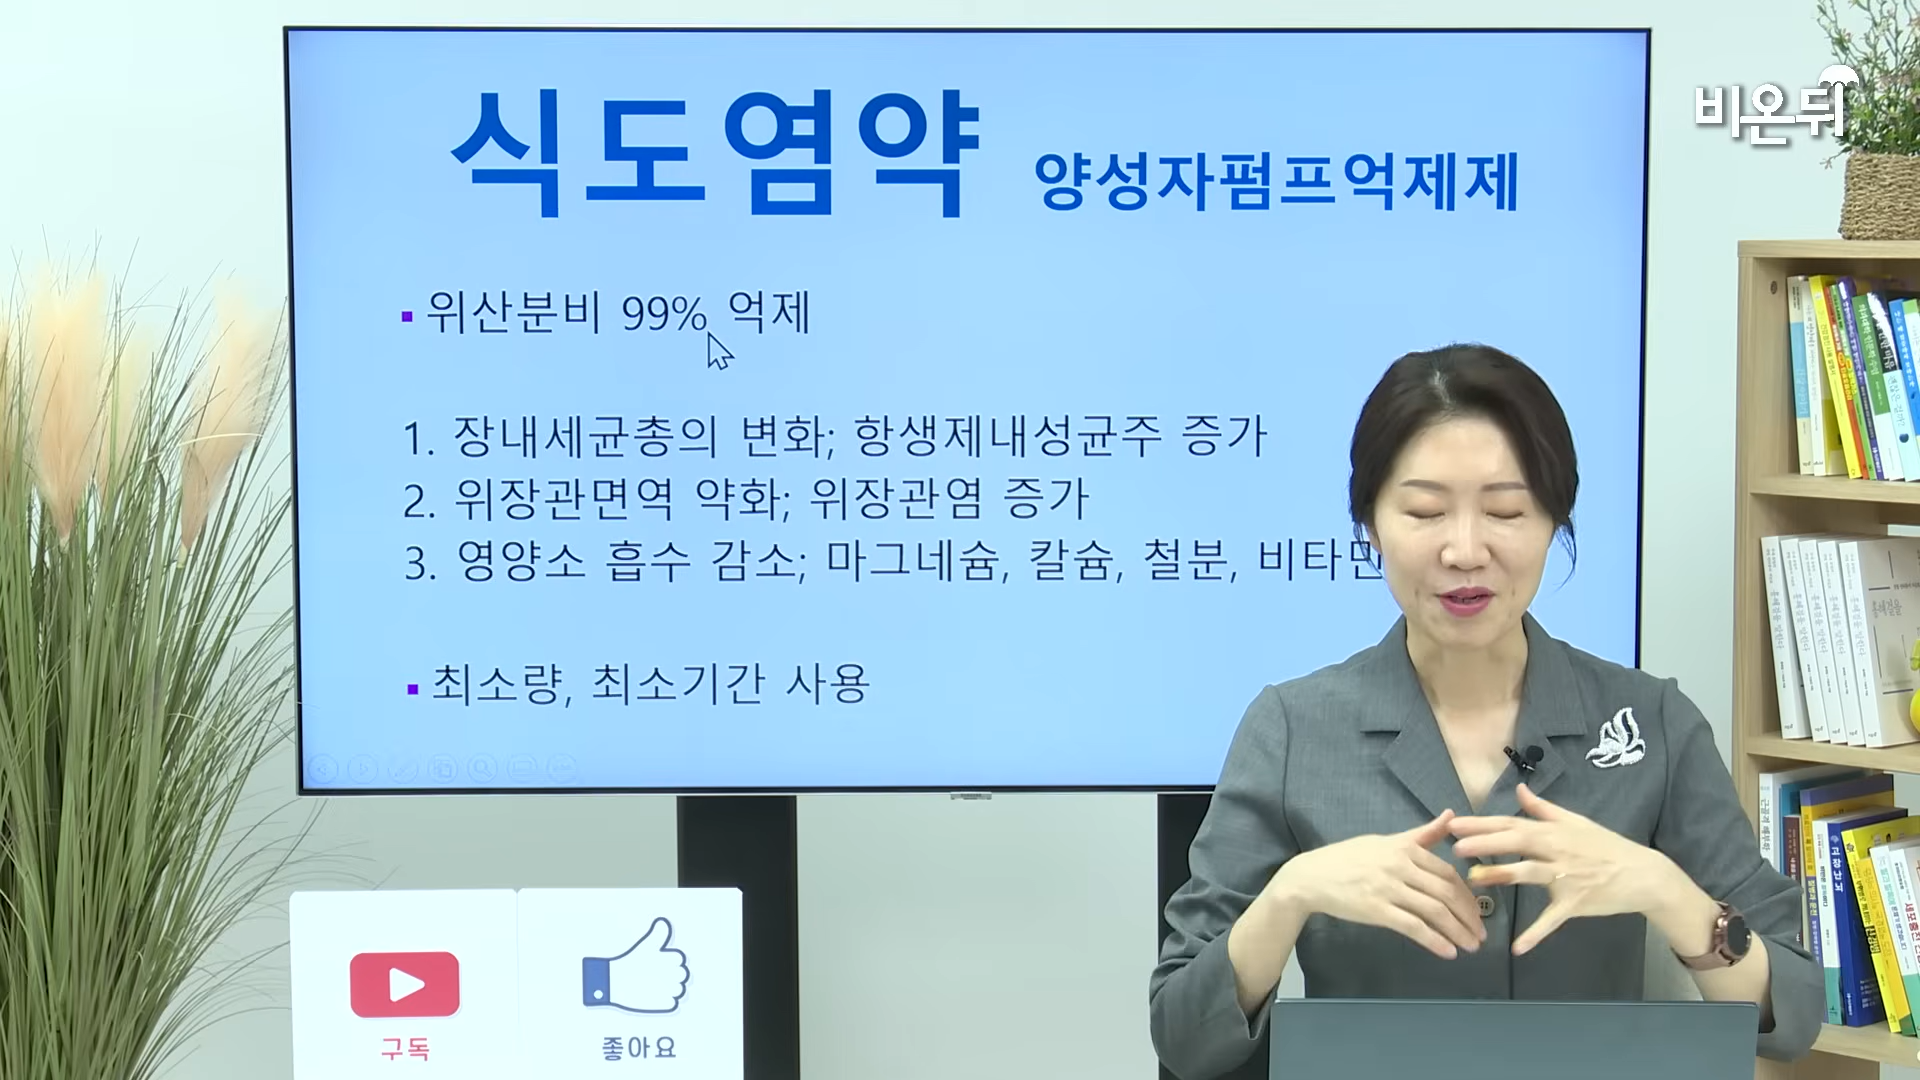 식도염약 양성자펌프억제제
비온뒤
▪ 위산분비 99% 억제
1. 장내세균총의 변화; 항생제내성균주 증가
2. 위장관면역 약화; 위장관염 증가
3. 영양소 흡수 감소; 마그네슘, 칼슘, 철분, 비타민
▪ 최소량, 최소기간 사용
구독
좋아요
고장난뇌